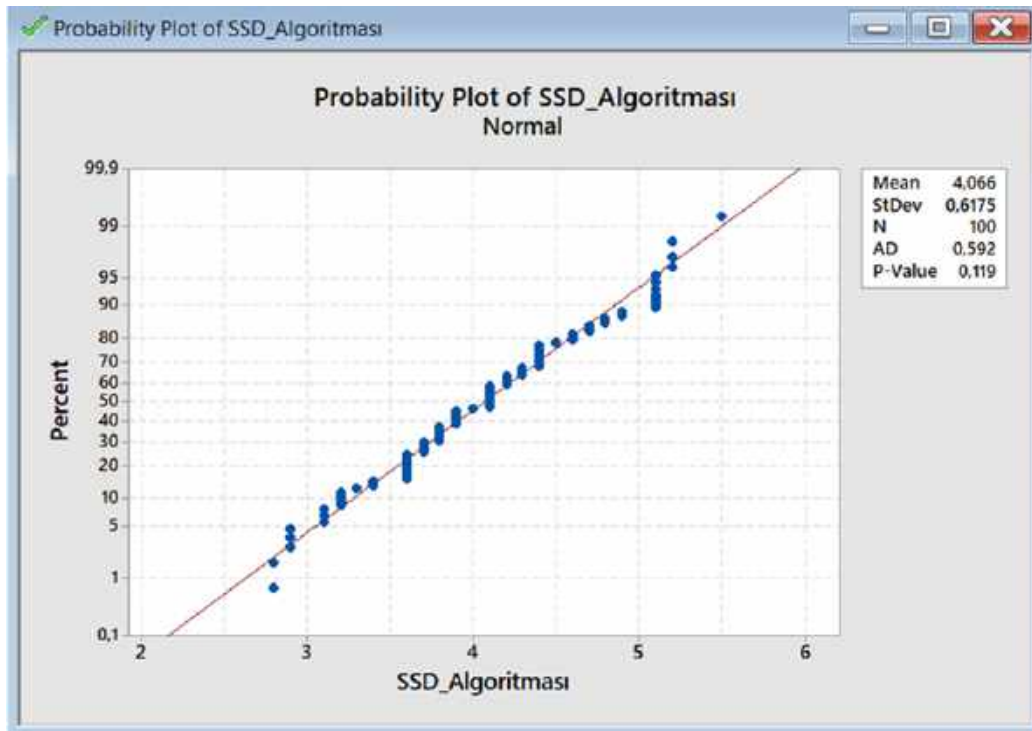 Probability Plot of SSD_Algoritması
Probability Plot of SSD_Algoritması
Normal
99.9
99
95
90
80
70
60
50
40
30
20
10
5
1
0,1
Percent
2 3 4 5 6
SSD_Algoritması
Mean 4,066
StDev 0,6175
N 100
AD 0,592
P-Value 0,119